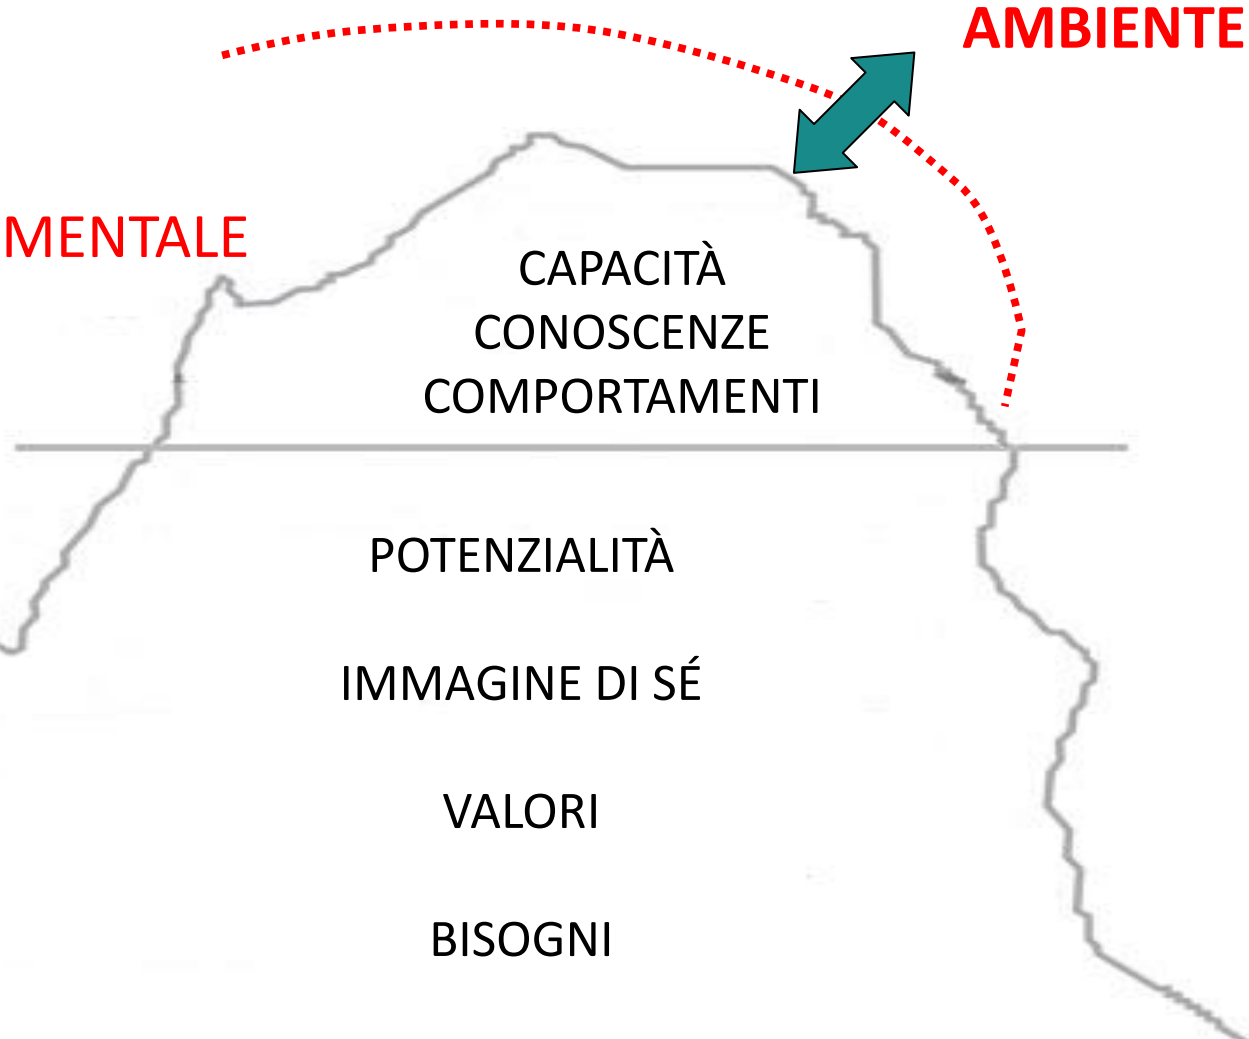 AMBIENTE
MENTALE
CAPACITÀ
CONOSCENZE
COMPORTAMENTI
POTENZIALITÀ
IMMAGINE DI SÉ
VALORI
BISOGNI